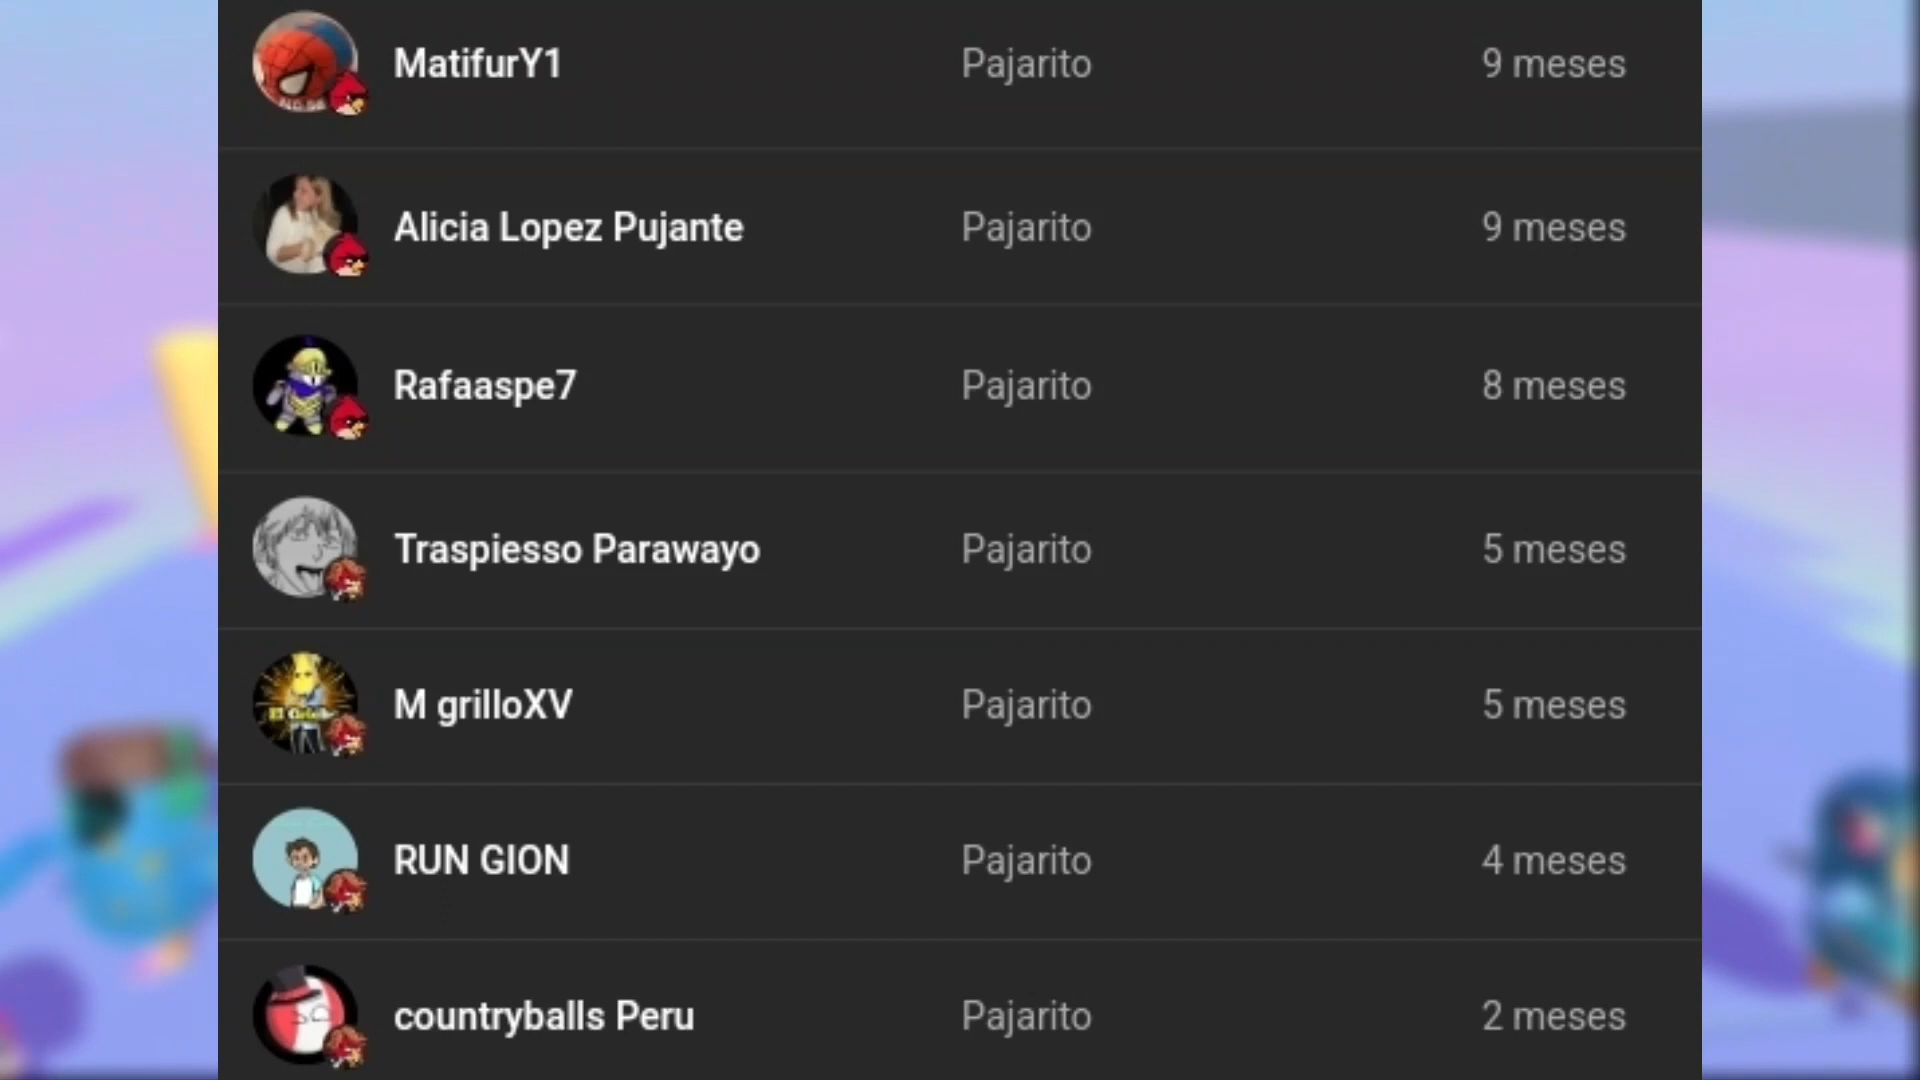 MatifurY1 Pajarito 9 meses
Alicia Lopez Pujante Pajarito 9 meses
Rafaaspe7 Pajarito 8 meses
Traspiesso Parawayo Pajarito 5 meses
M grilloXV Pajarito 5 meses
RUN GION Pajarito 4 meses
countryballs Peru Pajarito 2 meses